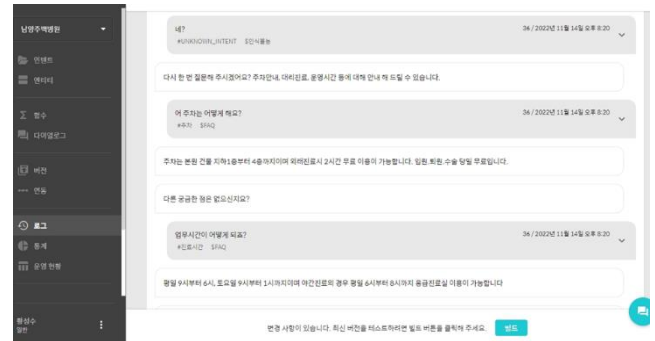 남양주백병원
인텐트
엔티티
함수
다이얼로그
버전
연동
로그
통계
운영 현황
황성수
일반
네?
#UNKNOWN_INTENT $인식불능
36 / 2022년 11월 14일 오후 8:20
다시 한 번 질문해 주시겠어요? 주차안내, 대리진료, 운영시간 등에 대해 안내 해 드릴 수 있습니다.
어 주차는 어떻게 해요?
#주차 $FAQ
36 / 2022년 11월 14일 오후 8:20
주차는 본원 건물 지하1층부터 4층까지이며 외래진료시 2시간 무료 이용이 가능합니다. 입원,퇴원,수술 당일 무료입니다.
다른 궁금한 점은 없으신지요?
업무시간이 어떻게 되죠?
#진료시간 $FAQ
36 / 2022년 11월 14일 오후 8:20
평일 9시부터 6시, 토요일 9시부터 1시까지이며 야간진료의 경우 평일 6시부터 8시까지 응급진료실 이용이 가능합니다
변경 사항이 있습니다. 최신 버전을 테스트하려면 빌드 버튼을 클릭해 주세요.
빌드